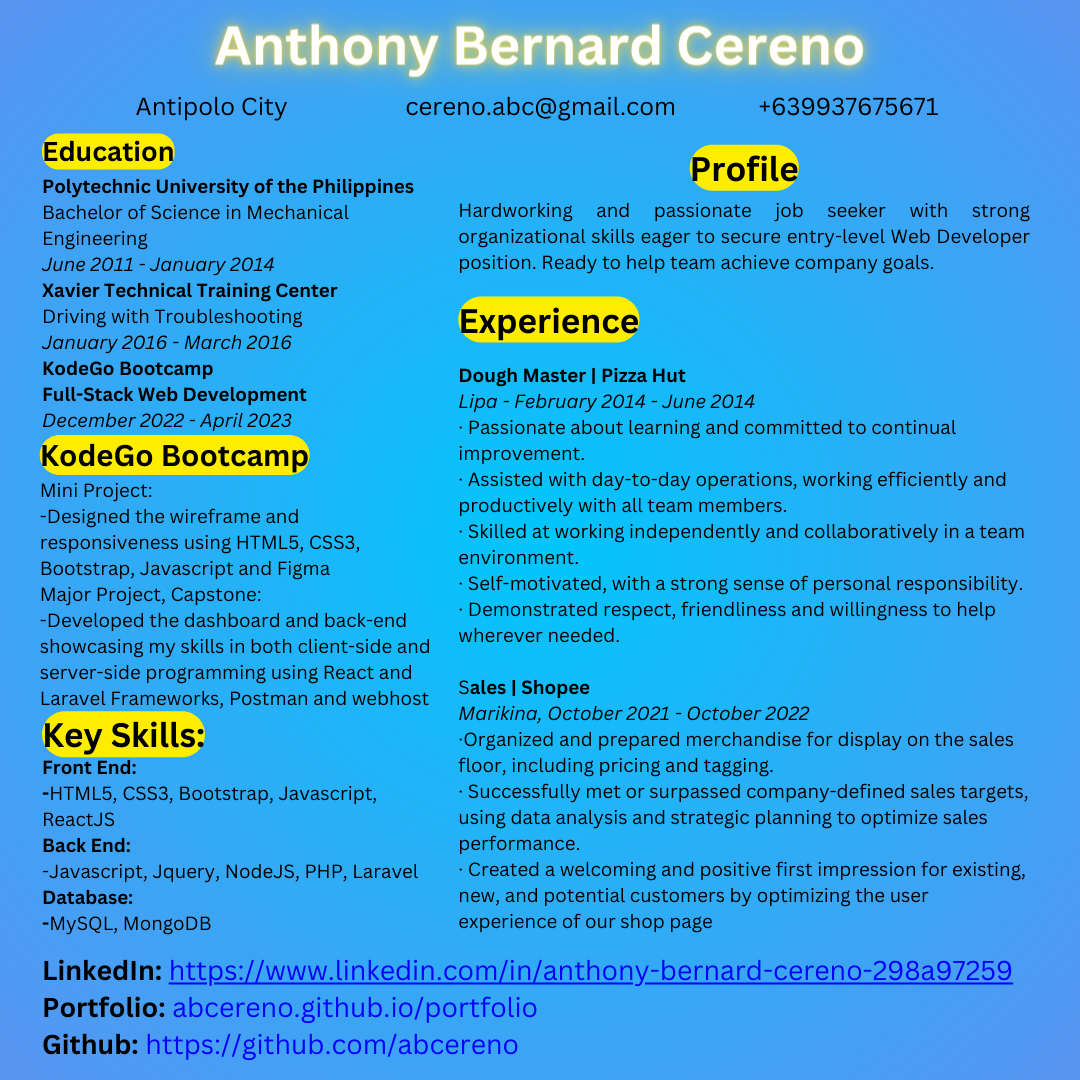 Anthony Bernard Cereno
Antipolo City cereno.abc@gmail.com +639937675671
Education
Polytechnic University of the Philippines
Bachelor of Science in Mechanical
Engineering
June 2011 - January 2014
Xavier Technical Training Center
Driving with Troubleshooting
January 2016 - March 2016
KodeGo Bootcamp
Full-Stack Web Development
December 2022 - April 2023
KodeGo Bootcamp
Mini Project:
-Designed the wireframe and
responsiveness using HTML5, CSS3,
Bootstrap, Javascript and Figma
Major Project, Capstone:
-Developed the dashboard and back-end
showcasing my skills in both client-side and
server-side programming using React and
Laravel Frameworks, Postman and webhost
Key Skills:
Front End:
-HTML5, CSS3, Bootstrap, Javascript,
ReactJS
Back End:
-Javascript, Jquery, NodeJS, PHP, Laravel
Database:
-MySQL, MongoDB
Profile
Hardworking and passionate job seeker with strong
organizational skills eager to secure entry-level Web Developer
position. Ready to help team achieve company goals.
Experience
Dough Master | Pizza Hut
Lipa - February 2014 - June 2014
· Passionate about learning and committed to continual
improvement.
· Assisted with day-to-day operations, working efficiently and
productively with all team members.
· Skilled at working independently and collaboratively in a team
environment.
· Self-motivated, with a strong sense of personal responsibility.
· Demonstrated respect, friendliness and willingness to help
wherever needed.
Sales | Shopee
Marikina, October 2021 - October 2022
·Organized and prepared merchandise for display on the sales
floor, including pricing and tagging.
· Successfully met or surpassed company-defined sales targets,
using data analysis and strategic planning to optimize sales
performance.
· Created a welcoming and positive first impression for existing,
new, and potential customers by optimizing the user
experience of our shop page
LinkedIn: https://www.linkedin.com/in/anthony-bernard-cereno-298a97259
Portfolio: abcereno.github.io/portfolio
Github: https://github.com/abcereno